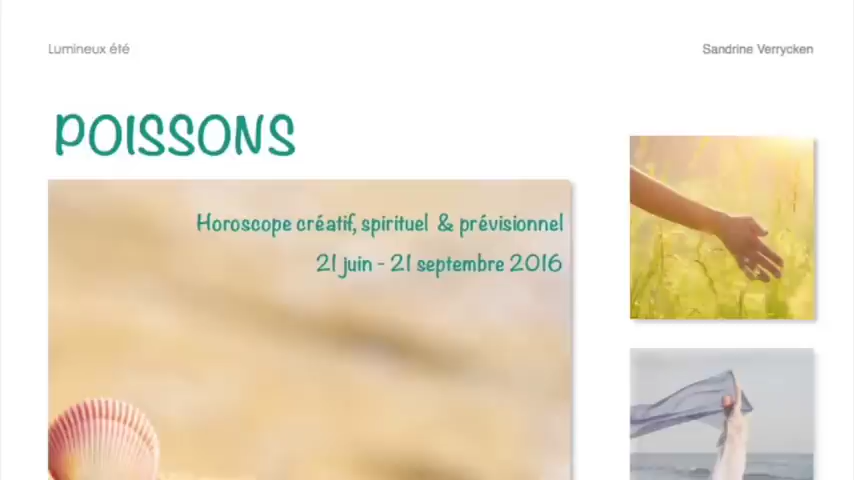 Lumineux été
Sandrine Verrycken
POISSONS
Horoscope créatif, spirituel & prévisionnel
21 juin - 21 septembre 2016